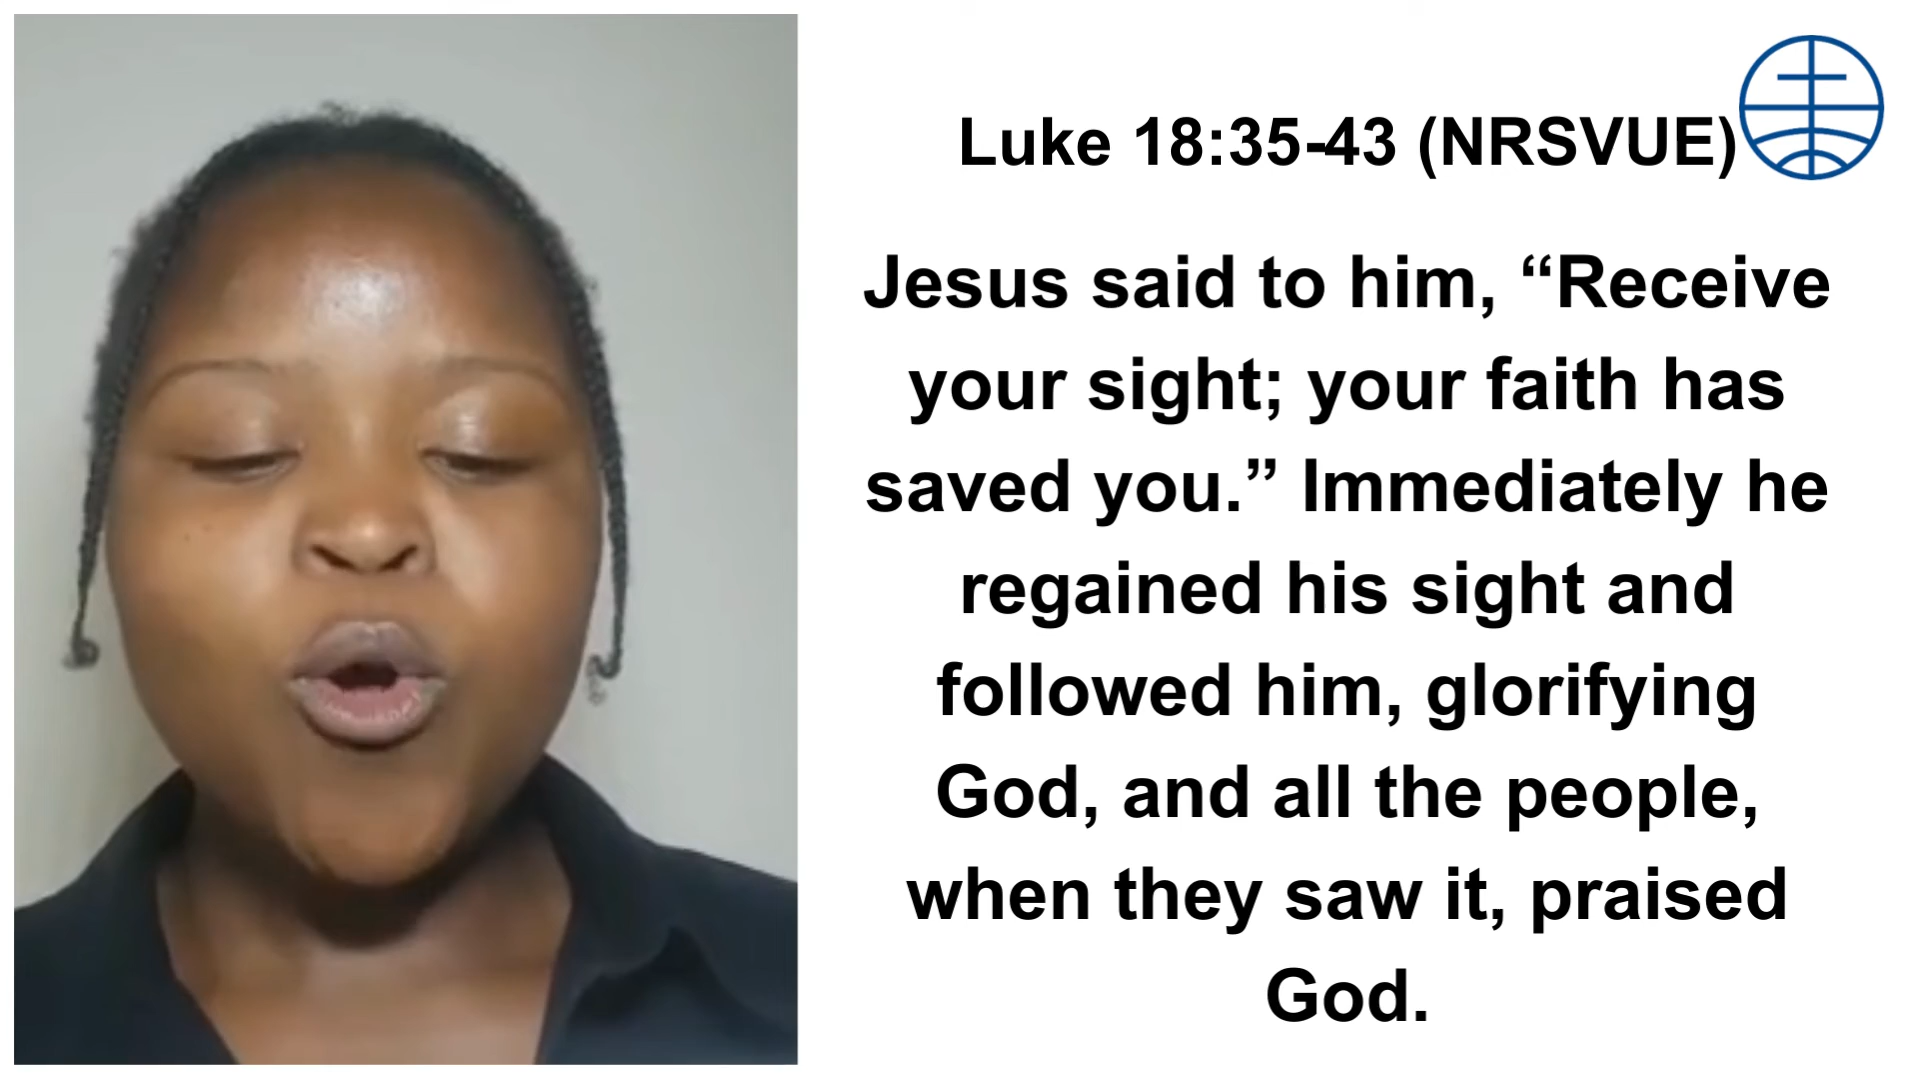 Luke 18:35-43 (NRSVUE)
Jesus said to him, “Receive
your sight; your faith has
saved you.” Immediately he
regained his sight and
followed him, glorifying
God, and all the people,
when they saw it, praised
God.